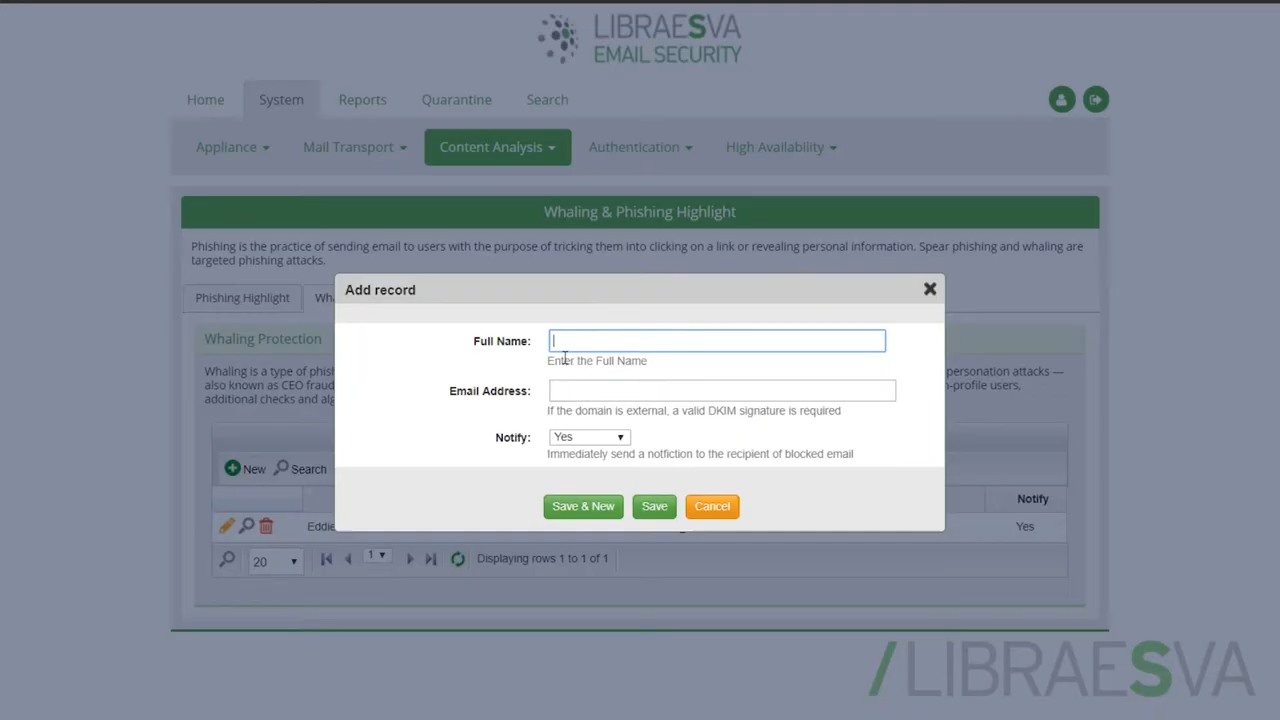 LIBRAESVA
EMAIL SECURITY
Home System Reports Quarantine Search
Appliance Mail Transport Content Analysis Authentication High Availability
Whaling & Phishing Highlight
Phishing is the practice of sending email to users with the purpose of tricking them into clicking on a link or revealing personal information. Spear phishing and whaling are
targeted phishing attacks.
Add record
Phishing Highlight
Whaling Protection
Full Name:
Enter the Full Name
Whaling is a type of phis personation attacks —
also known as CEO fraud n-profile users,
additional checks and alg
Email Address:
If the domain is external, a valid DKIM signature is required
Notify: Yes
Immediately send a notfiction to the recipient of blocked email
New Search
Save & New Save Cancel
Notify
Eddie Yes
20 1 Displaying rows 1 to 1 of 1
/LIBRAESVA